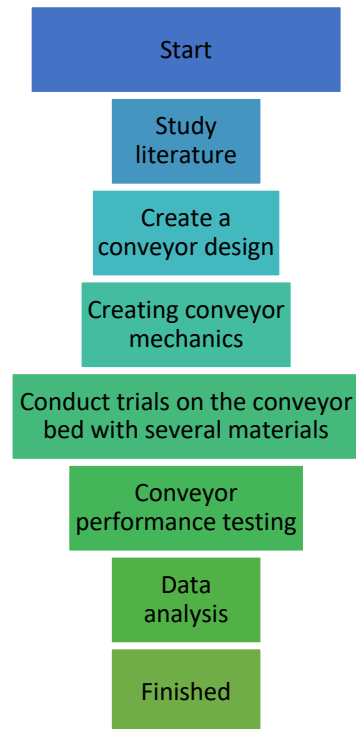 Start
Study
literature
Create a
conveyor design
Creating conveyor
mechanics
Conduct trials on the conveyor
bed with several materials
Conveyor
performance testing
Data
analysis
Finished